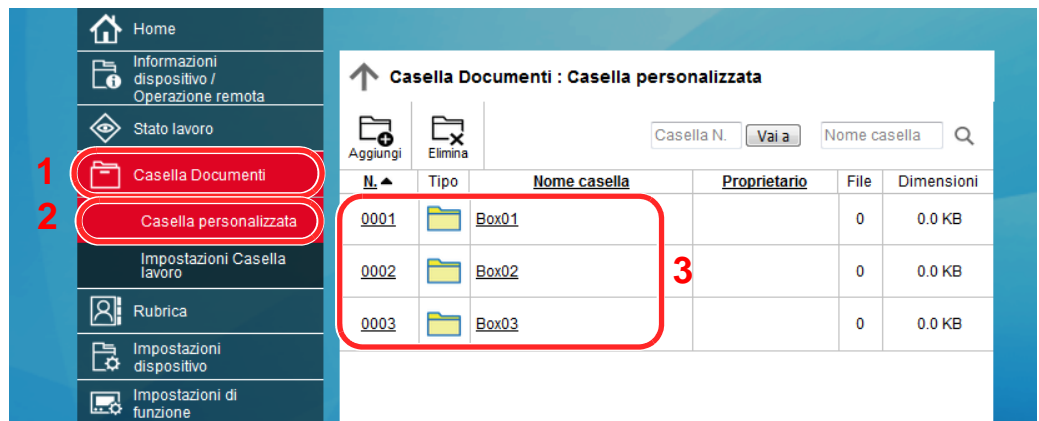 Home
Informazioni
dispositivo /
Operazione remota
Stato lavoro
1
Casella Documenti
2
Casella personalizzata
Impostazioni Casella
lavoro
Rubrica
Impostazioni
dispositivo
Impostazioni di
funzione
Casella Documenti : Casella personalizzata
Aggiungi Elimina Casella N. Vai a Nome casella
N. Tipo Nome casella Proprietario File Dimensioni
0001 Box01 0 0.0 KB
0002 Box02 0 0.0 KB
3
0003 Box03 0 0.0 KB